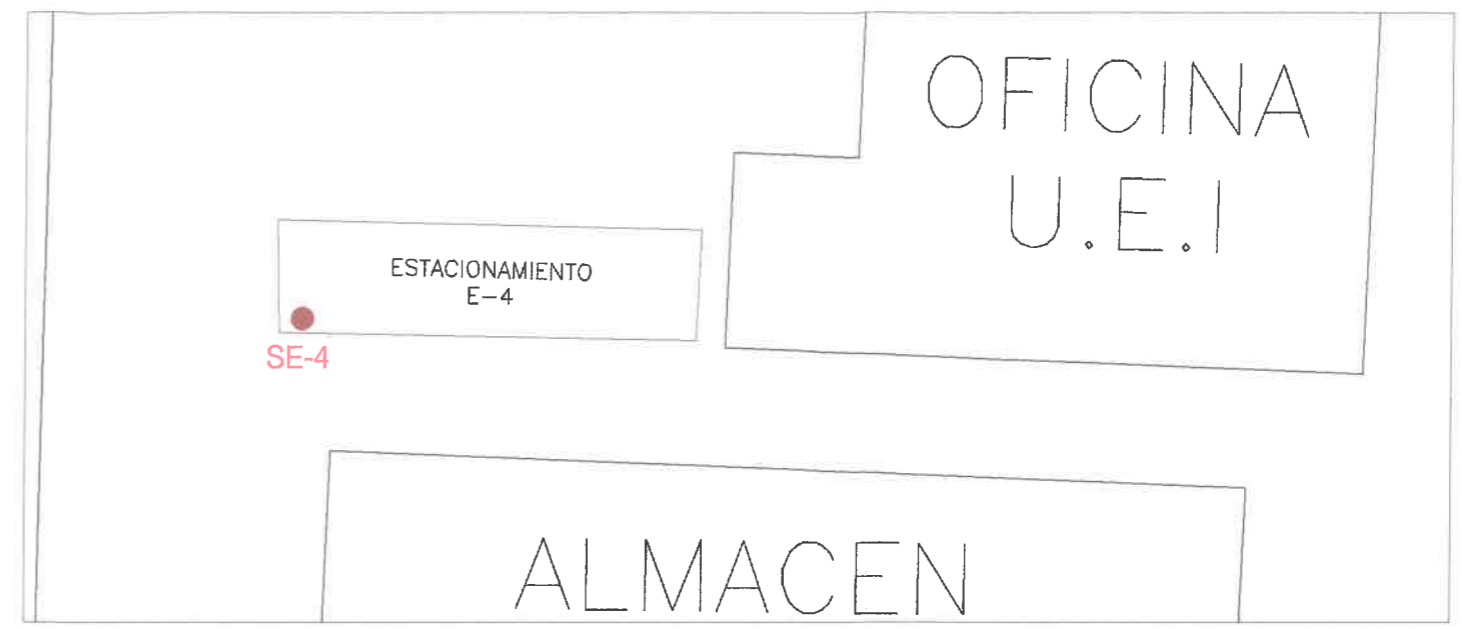 OFICINA
U.E.I
ESTACIONAMIENTO
E-4
SE-4
ALMACEN